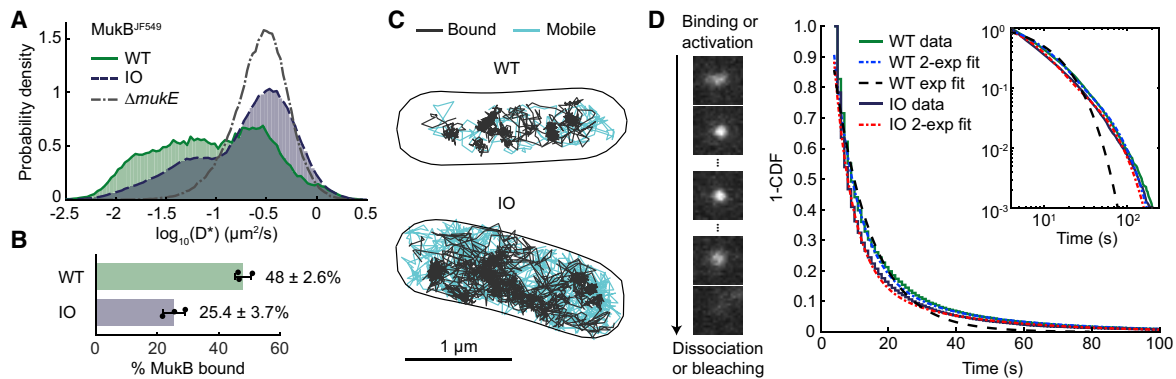 A
MukB^JF549
WT
IO
ΔmukE
Probability density
1.5
1
0.5
0
-2.5 -2 -1.5 -1 -0.5 0 0.5
log10(D*) (μm²/s)
B
WT
48 ± 2.6%
IO
25.4 ± 3.7%
0 20 40 60
% MukB bound
C
Bound Mobile
WT
IO
1 μm
D
Binding or
activation
...
...
Dissociation
or bleaching
1-CDF
1.0
0.9
0.8
0.7
0.6
0.5
0.4
0.3
0.2
0.1
0
0 20 40 60 80 100
Time (s)
WT data
WT 2-exp fit
WT exp fit
IO data
IO 2-exp fit
10^0
10^-1
10^-2
10^-3
10^1 10^2
Time (s)